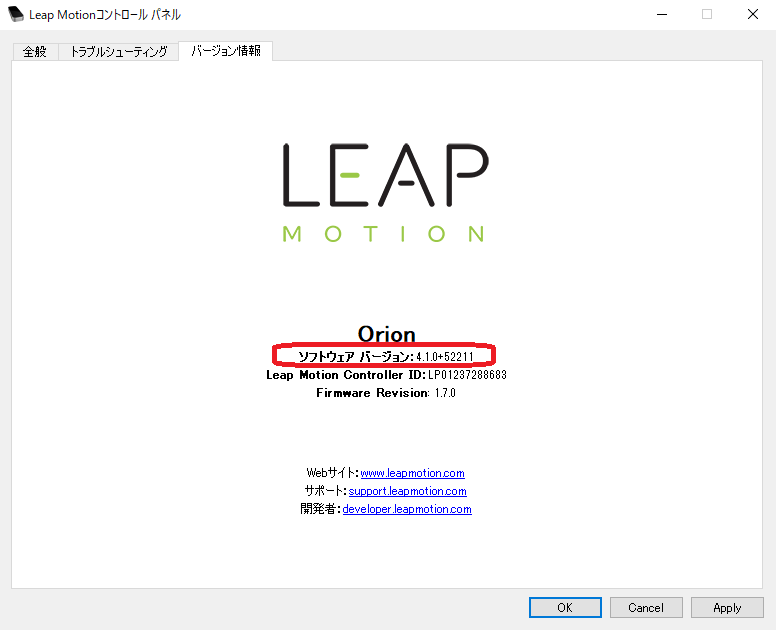 Leap Motionコントロール パネル
全般 トラブルシューティング バージョン情報
LEAP
MOTION
Orion
ソフトウェア バージョン: 4.1.0+52211
Leap Motion Controller ID: LP01237288683
Firmware Revision: 1.7.0
Webサイト: www.leapmotion.com
サポート: support.leapmotion.com
開発者: developer.leapmotion.com
OK Cancel Apply